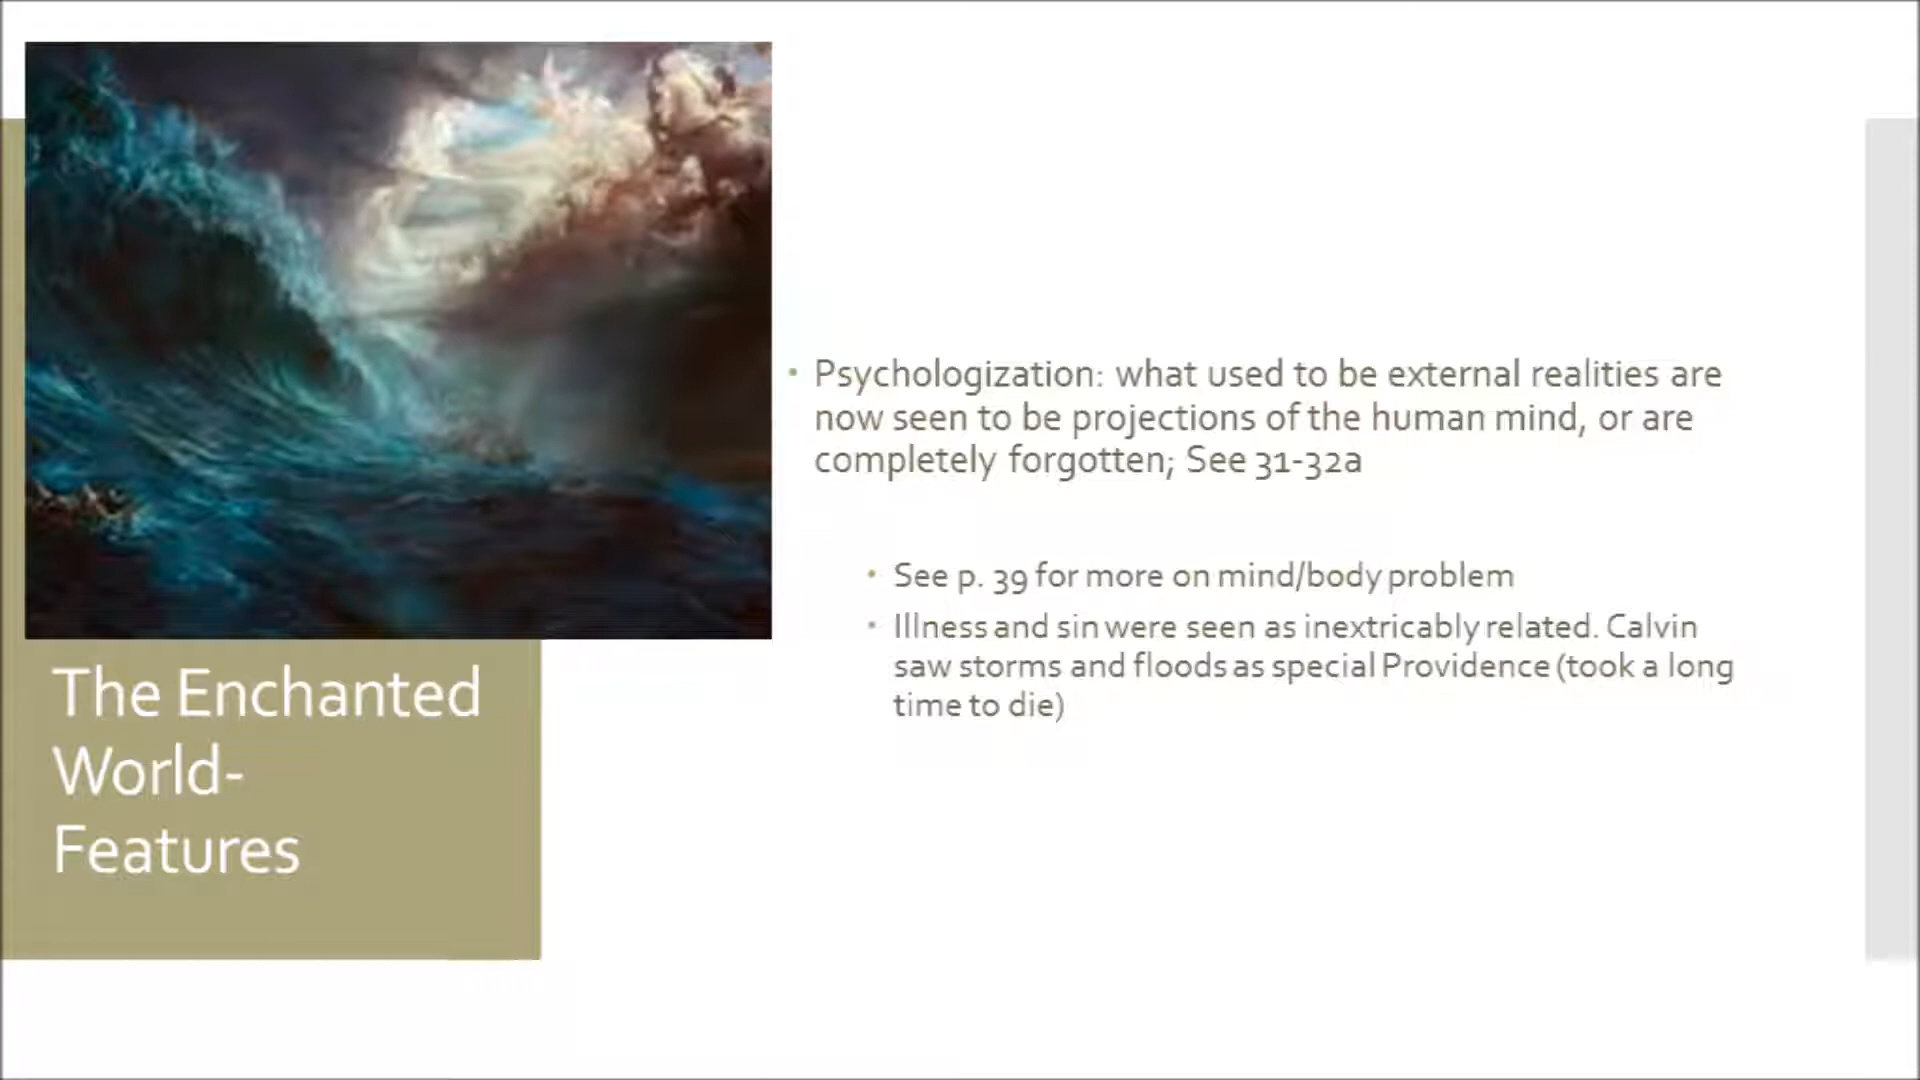 The Enchanted
World-
Features
• Psychologization: what used to be external realities are
now seen to be projections of the human mind, or are
completely forgotten; See 31-32a
• See p. 39 for more on mind/body problem
• Illness and sin were seen as inextricably related. Calvin
saw storms and floods as special Providence (took a long
time to die)